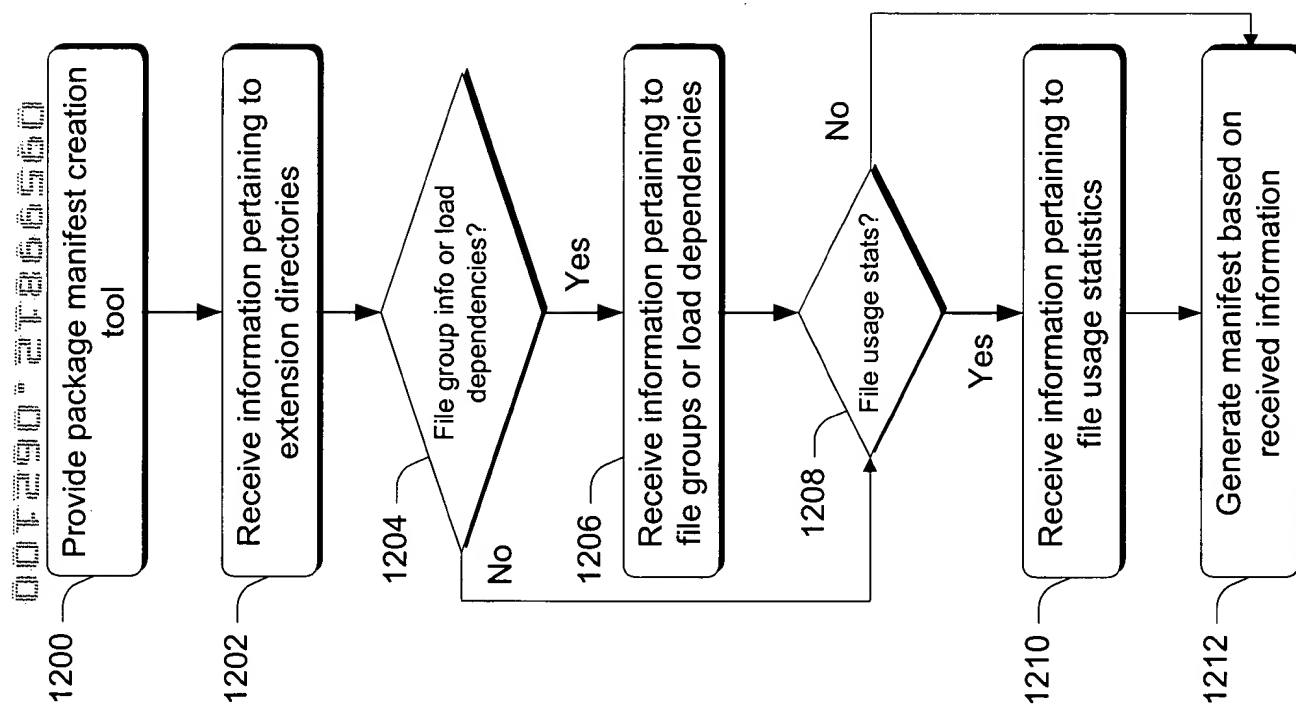 09599812.062100
1200
Provide package manifest creation
tool
1202
Receive information pertaining to
extension directories
1204
File group info or load
dependencies?
No
Yes
1206
Receive information pertaining to
file groups or load dependencies
1208
File usage stats?
No
Yes
1210
Receive information pertaining to
file usage statistics
1212
Generate manifest based on
received information